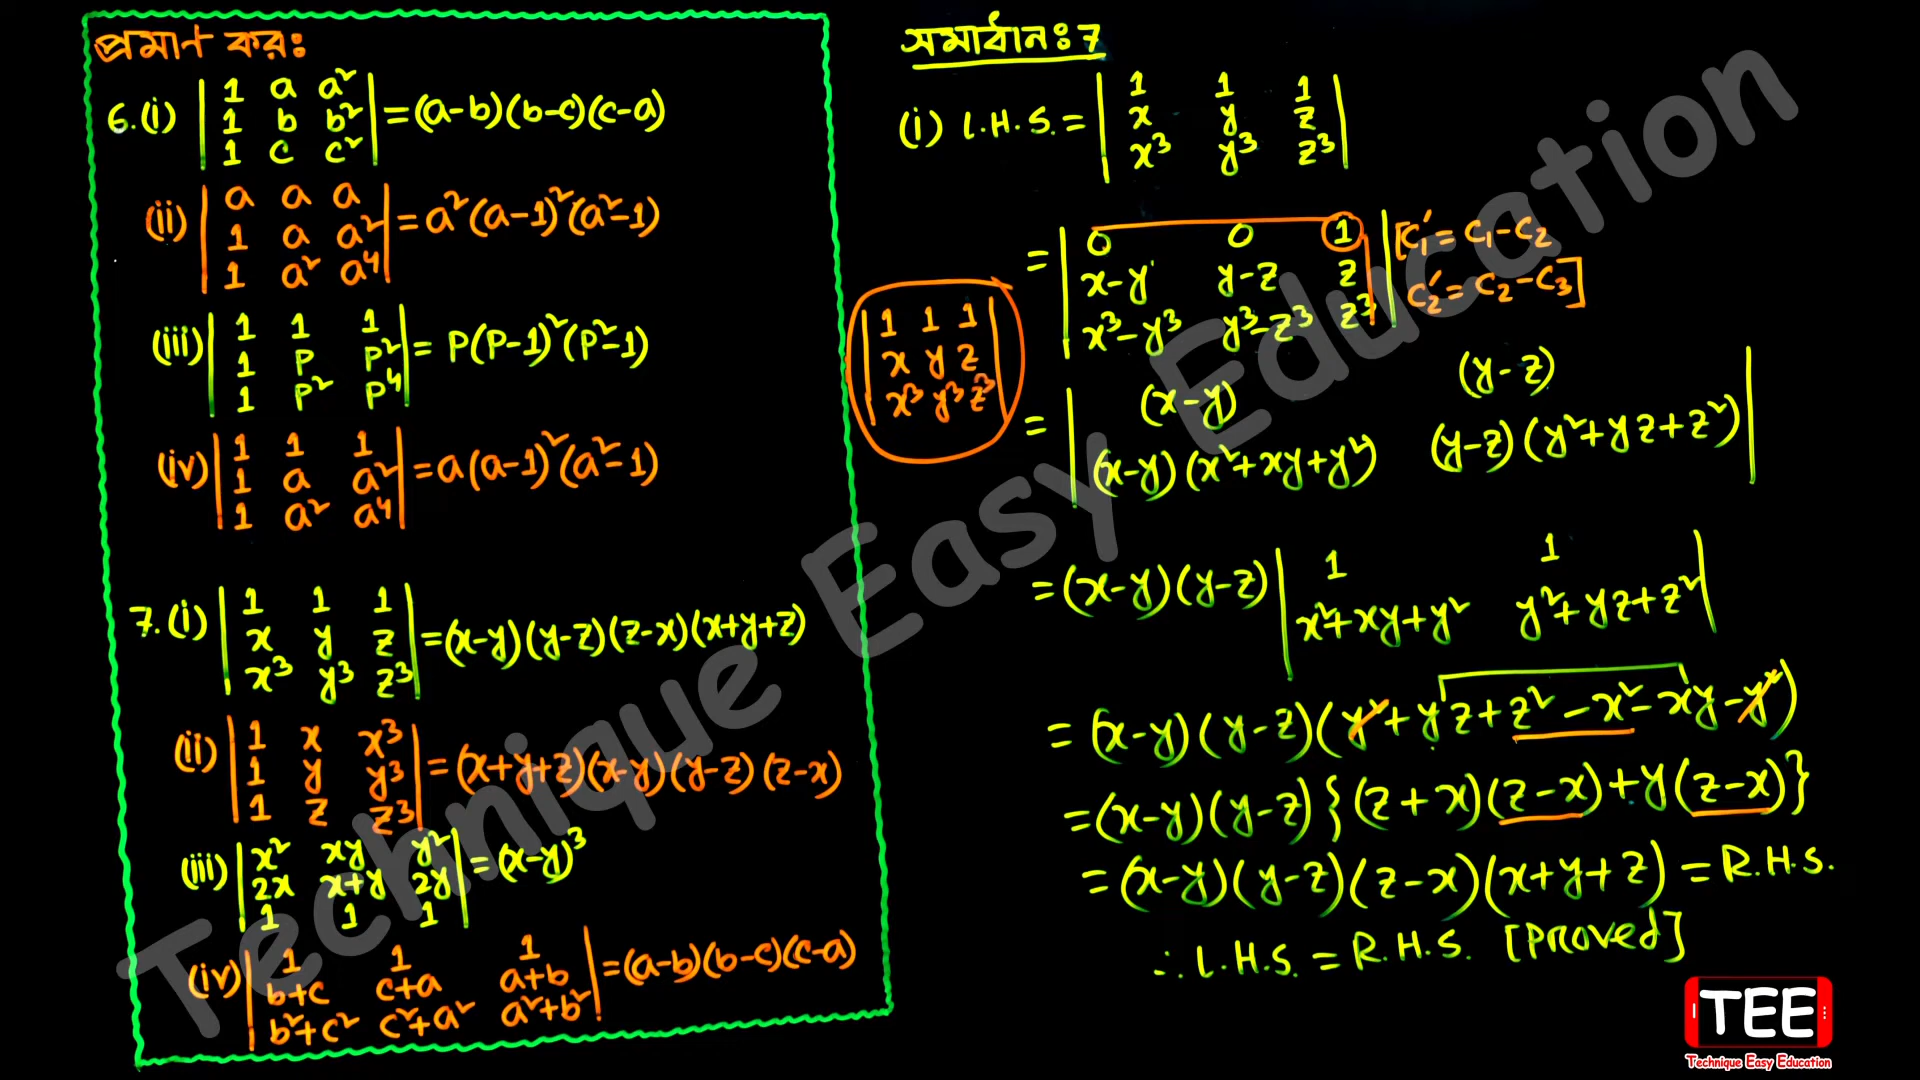 প্রমাণ করঃ
6.(i) | 1 a a² | = (a-b)(b-c)(c-a)
1 b b²
1 c c²
(ii) | a a a | = a²(a-1)²(a²-1)
1 a a²
1 a² a⁴
(iii) | 1 1 1 | = P(P-1)²(P²-1)
1 P P²
1 P² P⁴
(iv) | 1 1 1 | = a(a-1)²(a²-1)
1 a a²
1 a² a⁴
7.(i) | 1 1 1 | = (x-y)(y-z)(z-x)(x+y+z)
x y z
x³ y³ z³
(ii) | 1 x x³ | = (x+y+z)(x-y)(y-z)(z-x)
1 y y³
1 z z³
(iii) | x² xy y² | = (x-y)³
2x x+y 2y
1 1 1
(iv) | 1 1 1 | = (a-b)(b-c)(c-a)
b+c c+a a+b
b²+c² c²+a² a²+b²
সমাধানঃ 7
(i) L.H.S. = | 1 1 1 |
x y z
x³ y³ z³
= | 0 0 1 | [C₁′ = C₁-C₂
x-y y-z z C₂′ = C₂-C₃]
x³-y³ y³-z³ z³
1 1 1
x y z
x³ y³ z³
= | (x-y) (y-z) |
(x-y)(x²+xy+y²) (y-z)(y²+yz+z²)
= (x-y)(y-z) | 1 1 |
x²+xy+y² y²+yz+z²
= (x-y)(y-z)(y²+yz+z²-x²-xy-y²)
= (x-y)(y-z){(z+x)(z-x)+y(z-x)}
= (x-y)(y-z)(z-x)(x+y+z) = R.H.S.
∴ L.H.S. = R.H.S. [Proved]
Technique Easy Education
TEE
Technique Easy Education